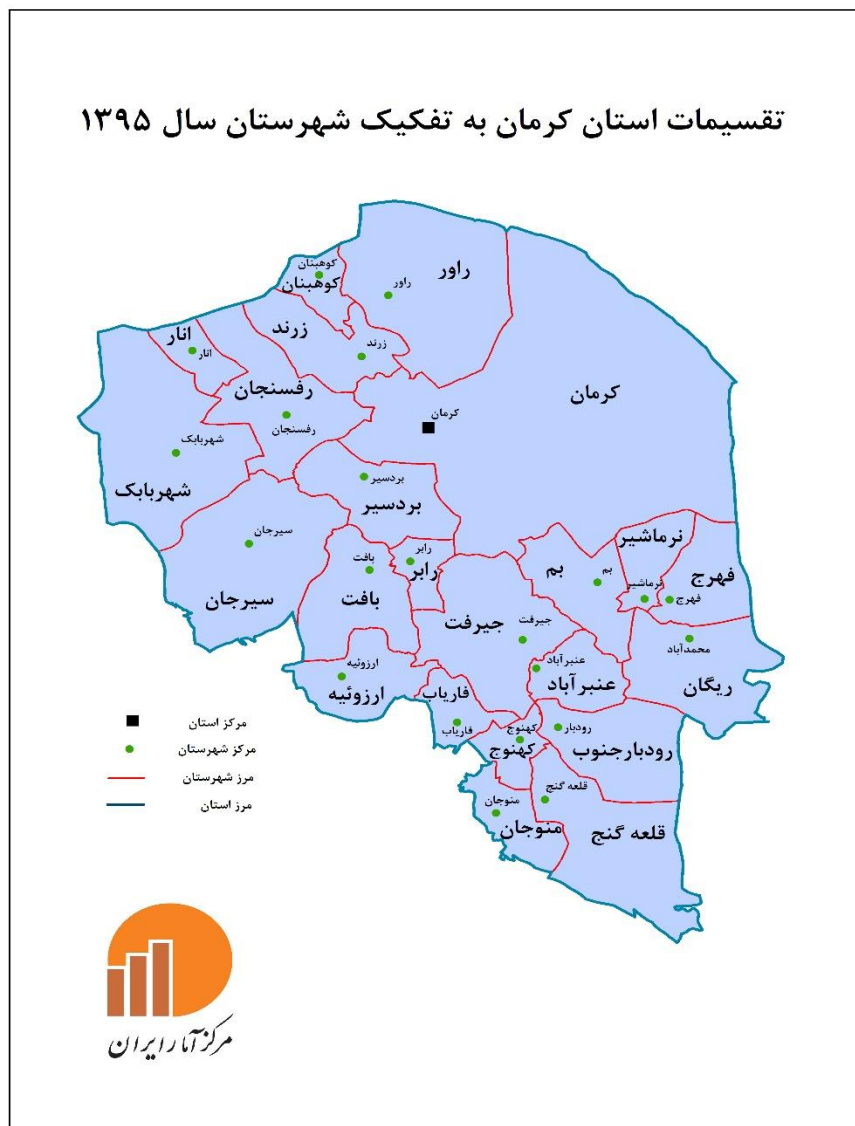 تقسیمات استان کرمان به تفکیک شهرستان سال ۱۳۹۵
کوهبنان
کوهبنان
راور
راور
زرند
زرند
انار
انار
رفسنجان
رفسنجان
کرمان
کرمان
شهربابک
شهربابک
بردسیر
بردسیر
سیرجان
سیرجان
بافت
بافت
رابر
رابر
نرماشیر
نرماشیر
بم
بم
فهرج
فهرج
جیرفت
جیرفت
محمدآباد
ریگان
عنبرآباد
عنبرآباد
ارزوئیه
ارزوئیه
فاریاب
فاریاب
کهنوج
کهنوج
رودبار
رودبارجنوب
قلعه گنج
قلعه گنج
منوجان
منوجان
مرکز استان
مرکز شهرستان
مرز شهرستان
مرز استان
مرکز آمار ایران